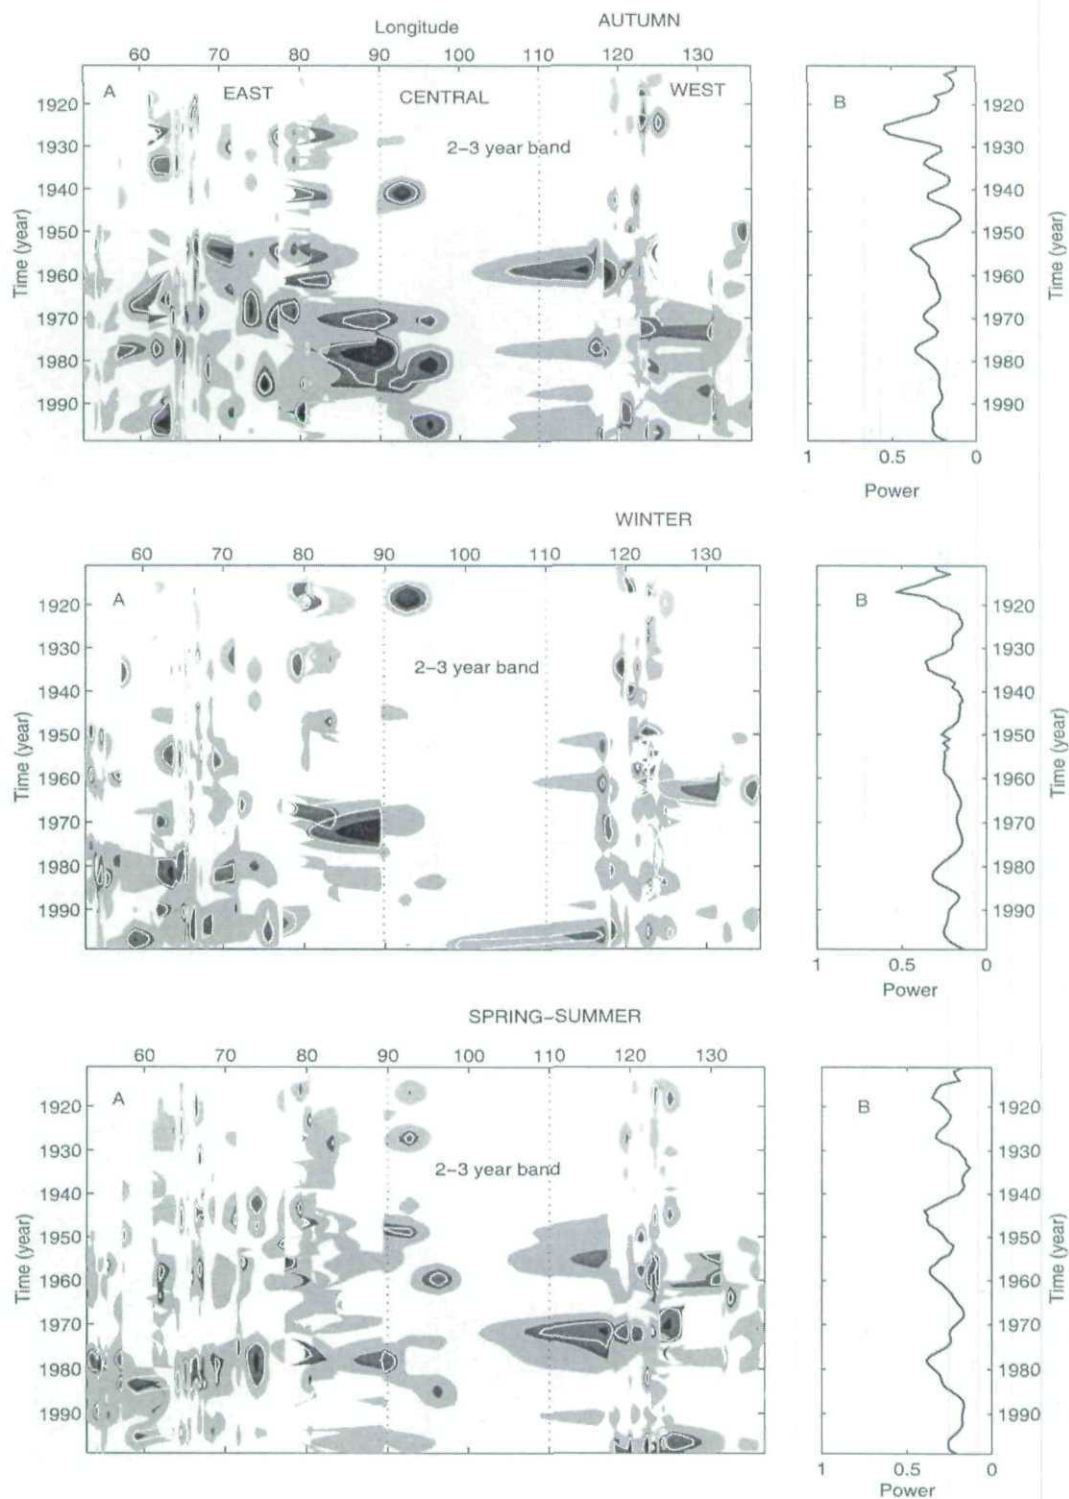 Longitude AUTUMN
60 70 80 90 100 110 120 130
A EAST CENTRAL WEST B
2–3 year band
1920 1920
1930 1930
1940 1940
1950 1950
1960 1960
1970 1970
1980 1980
1990 1990
Time (year) Time (year)
1 0.5 0
Power
WINTER
60 70 80 90 100 110 120 130
A B
2–3 year band
1920 1920
1930 1930
1940 1940
1950 1950
1960 1960
1970 1970
1980 1980
1990 1990
Time (year) Time (year)
1 0.5 0
Power
SPRING–SUMMER
60 70 80 90 100 110 120 130
A B
2–3 year band
1920 1920
1930 1930
1940 1940
1950 1950
1960 1960
1970 1970
1980 1980
1990 1990
Time (year) Time (year)
1 0.5 0
Power